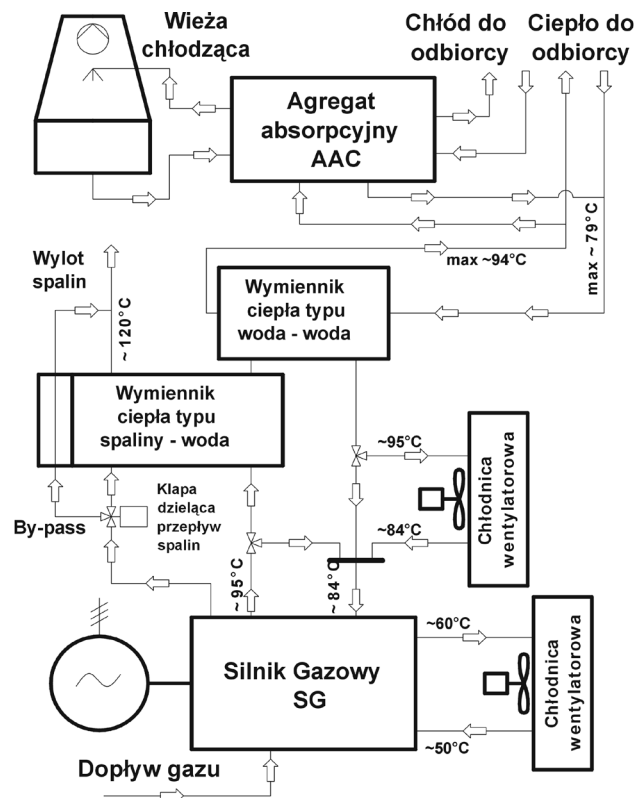 Wieża
chłodząca
Chłód do
odbiorcy
Ciepło do
odbiorcy
Agregat
absorpcyjny
AAC
Wylot
spalin
~ 120°C
max ~94°C
max ~ 79°C
Wymiennik
ciepła typu
woda - woda
Wymiennik
ciepła typu
spaliny - woda
By-pass
Klapa
dzieląca
przepływ
spalin
~95°C
~84°C
Chłodnica
wentylatorowa
~ 95°C
~ 84°C
Silnik Gazowy
SG
~60°C
~50°C
Chłodnica
wentylatorowa
Dopływ gazu